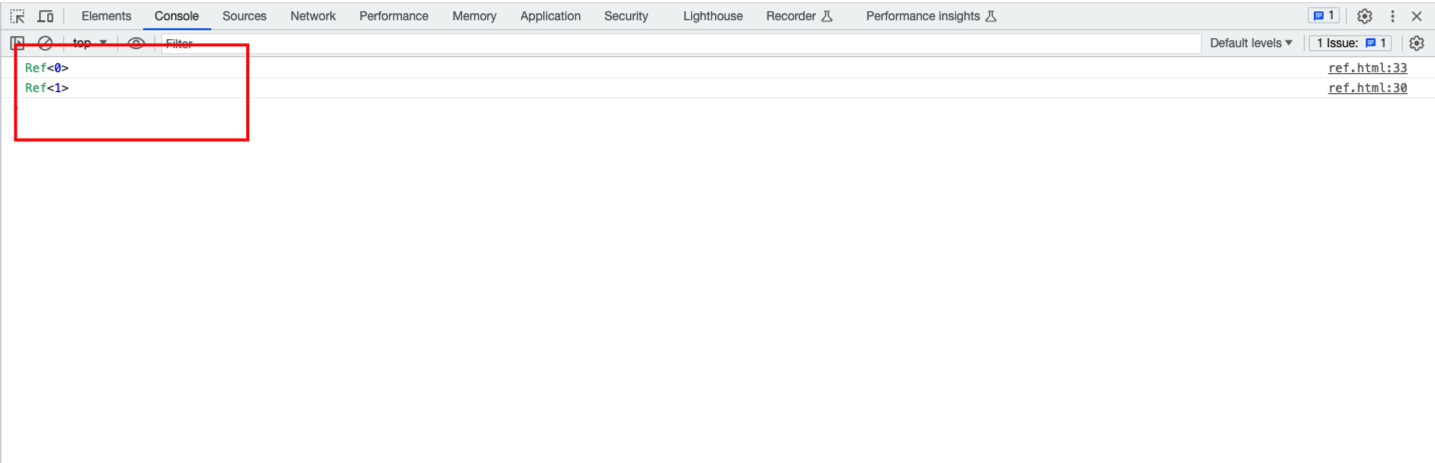 Elements Console Sources Network Performance Memory Application Security Lighthouse Recorder Performance insights 1
top Filter Default levels 1 Issue: 1
Ref<0> ref.html:33
Ref<1> ref.html:30